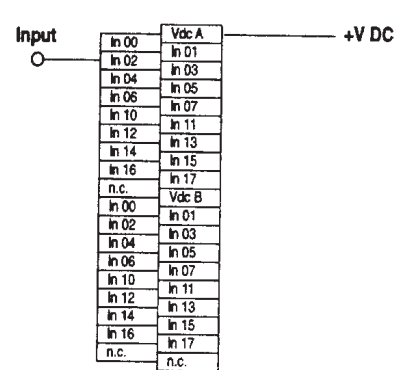 Input
+V DC
Vdc A
In 00
In 01
In 02
In 03
In 04
In 05
In 06
In 07
In 10
In 11
In 12
In 13
In 14
In 15
In 16
In 17
n.c.
Vdc B
In 00
In 01
In 02
In 03
In 04
In 05
In 06
In 07
In 10
In 11
In 12
In 13
In 14
In 15
In 16
In 17
n.c.
n.c.